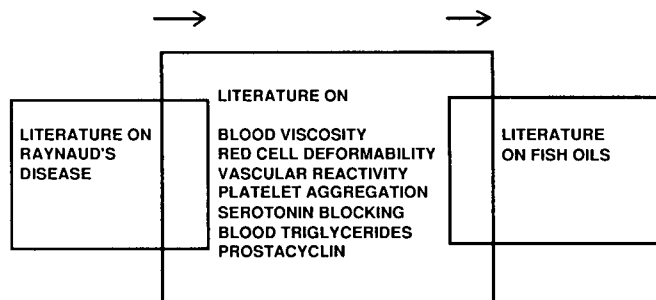 LITERATURE ON
RAYNAUD'S
DISEASE
LITERATURE ON
BLOOD VISCOSITY
RED CELL DEFORMABILITY
VASCULAR REACTIVITY
PLATELET AGGREGATION
SEROTONIN BLOCKING
BLOOD TRIGLYCERIDES
PROSTACYCLIN
LITERATURE
ON FISH OILS